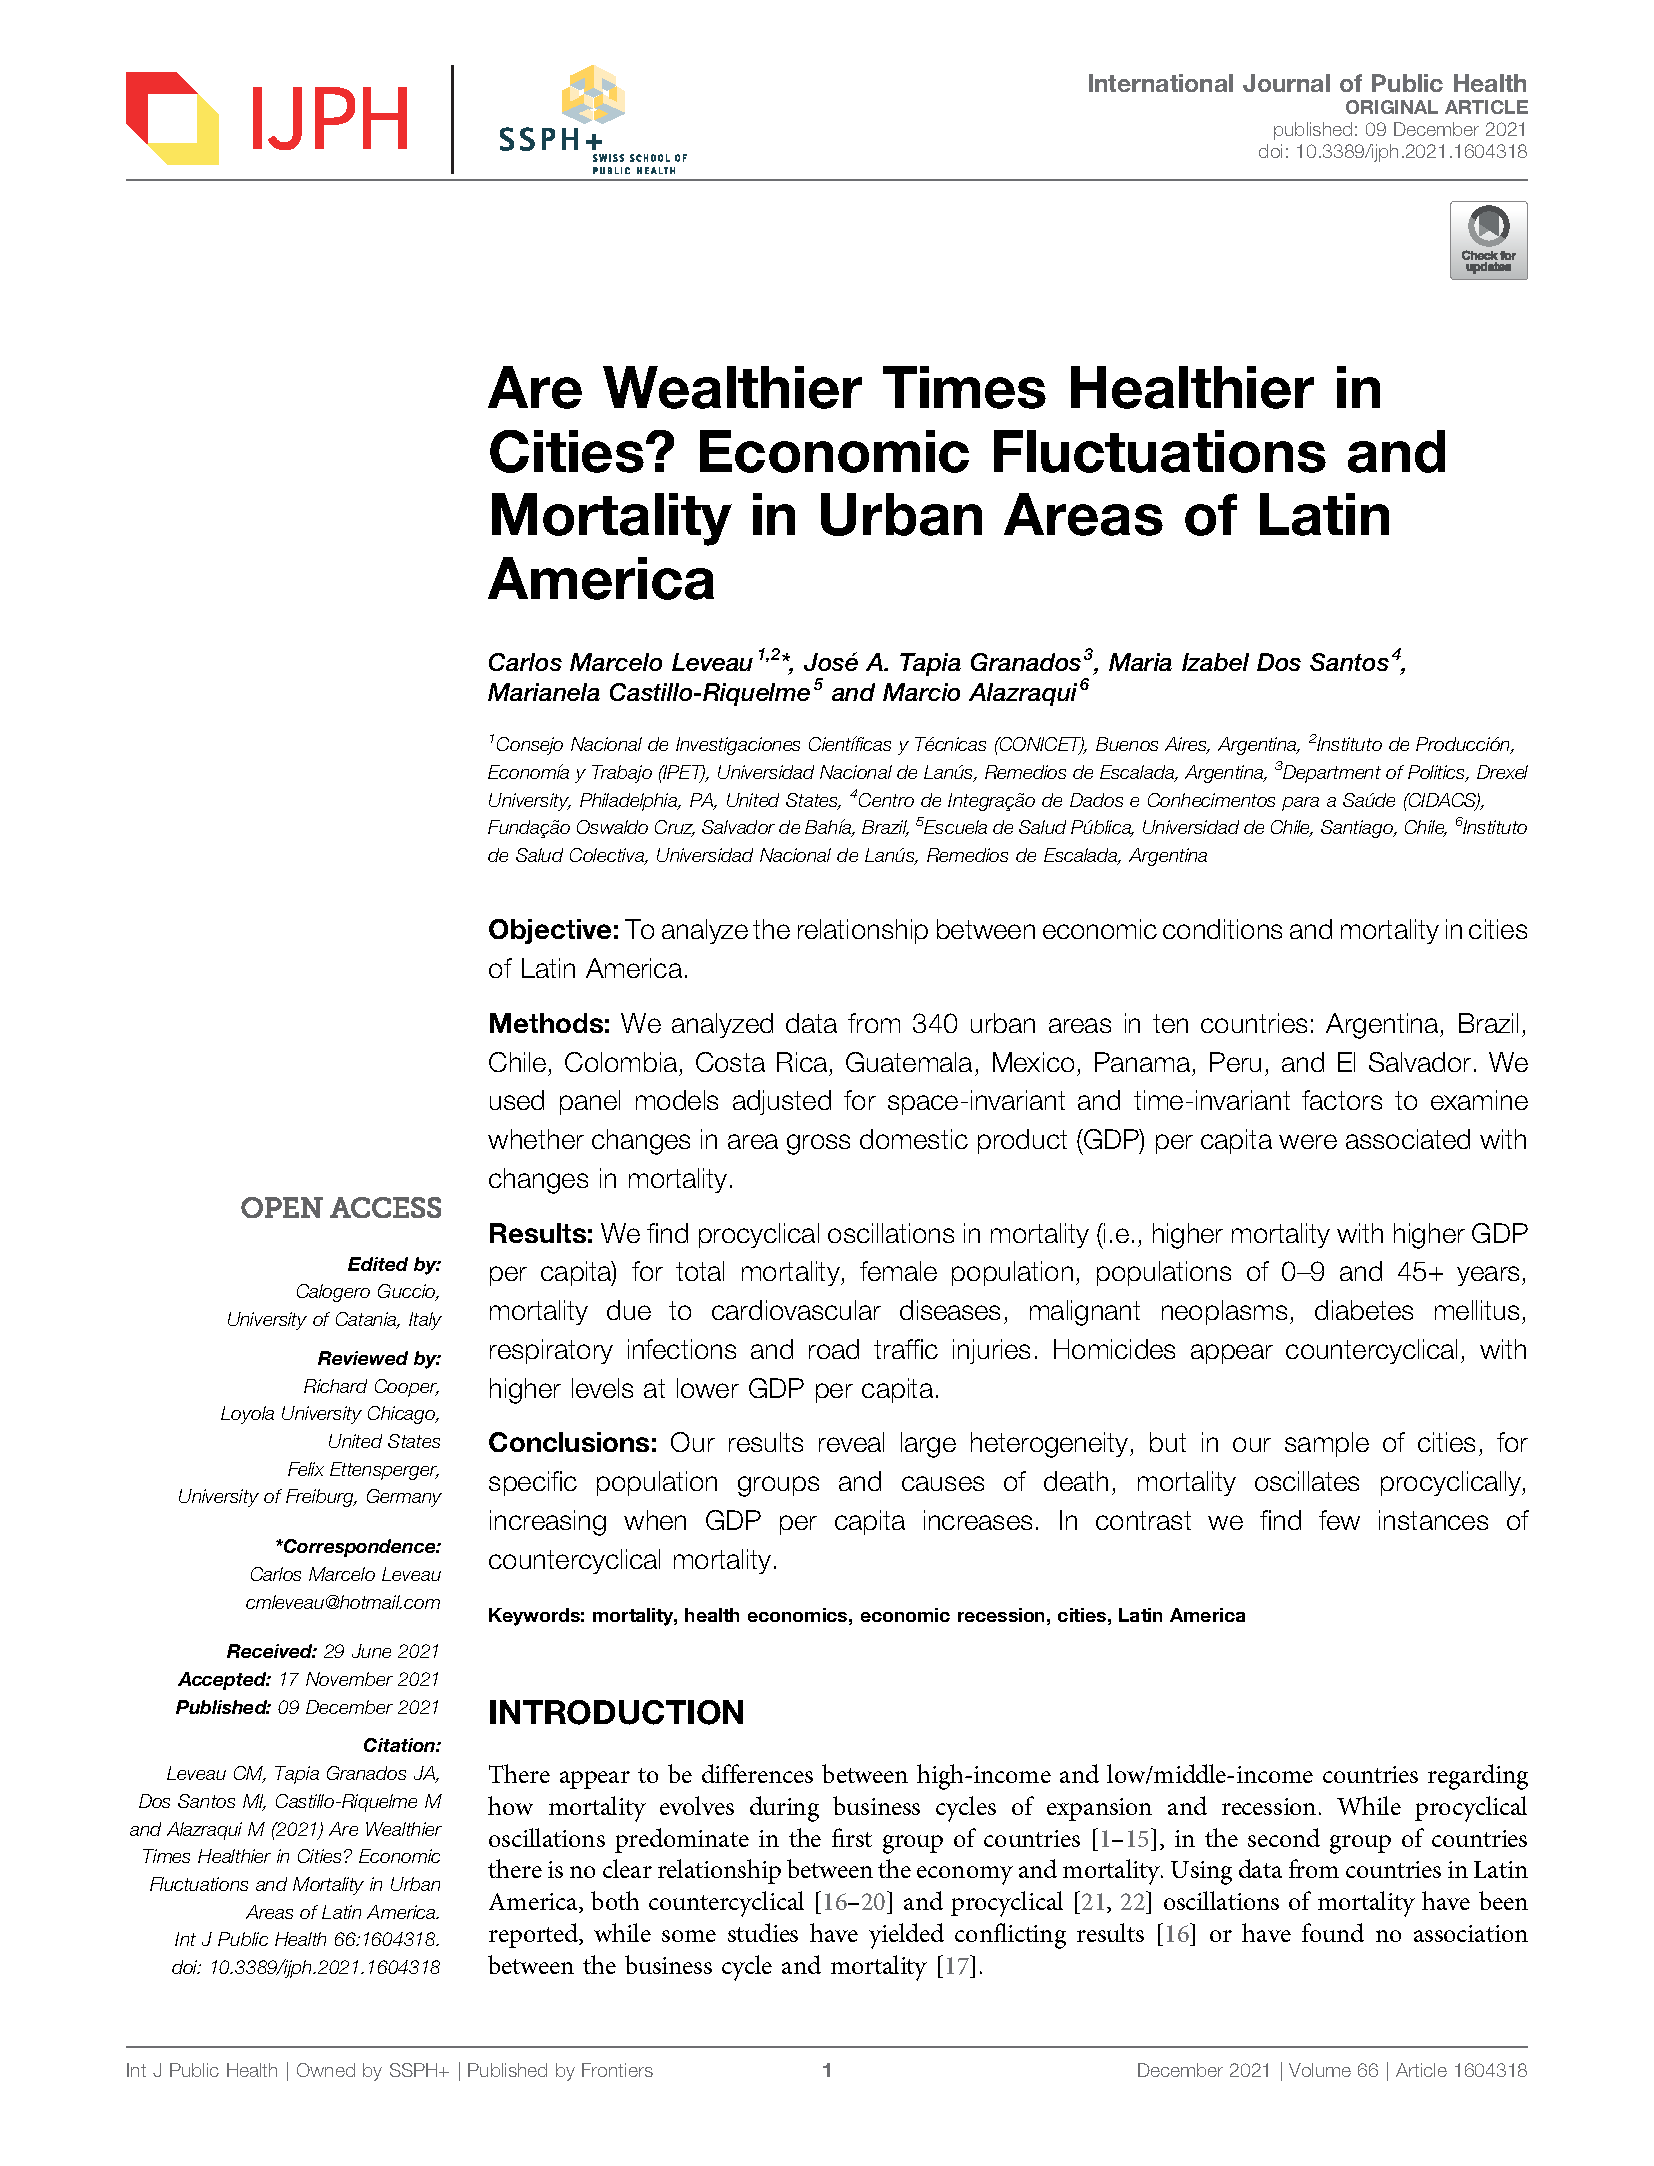 IJPH
SSPH+
SWISS SCHOOL OF
PUBLIC HEALTH
International Journal of Public Health
ORIGINAL ARTICLE
published: 09 December 2021
doi: 10.3389/ijph.2021.1604318
Check for
updates
Are Wealthier Times Healthier in
Cities? Economic Fluctuations and
Mortality in Urban Areas of Latin
America
Carlos Marcelo Leveau 1,2*, José A. Tapia Granados 3, Maria Izabel Dos Santos 4,
Marianela Castillo-Riquelme 5 and Marcio Alazraqui 6
1Consejo Nacional de Investigaciones Científicas y Técnicas (CONICET), Buenos Aires, Argentina, 2Instituto de Producción,
Economía y Trabajo (IPET), Universidad Nacional de Lanús, Remedios de Escalada, Argentina, 3Department of Politics, Drexel
University, Philadelphia, PA, United States, 4Centro de Integração de Dados e Conhecimentos para a Saúde (CIDACS),
Fundação Oswaldo Cruz, Salvador de Bahía, Brazil, 5Escuela de Salud Pública, Universidad de Chile, Santiago, Chile, 6Instituto
de Salud Colectiva, Universidad Nacional de Lanús, Remedios de Escalada, Argentina
Objective: To analyze the relationship between economic conditions and mortality in cities
of Latin America.
Methods: We analyzed data from 340 urban areas in ten countries: Argentina, Brazil,
Chile, Colombia, Costa Rica, Guatemala, Mexico, Panama, Peru, and El Salvador. We
used panel models adjusted for space-invariant and time-invariant factors to examine
whether changes in area gross domestic product (GDP) per capita were associated with
changes in mortality.
Results: We find procyclical oscillations in mortality (i.e., higher mortality with higher GDP
per capita) for total mortality, female population, populations of 0–9 and 45+ years,
mortality due to cardiovascular diseases, malignant neoplasms, diabetes mellitus,
respiratory infections and road traffic injuries. Homicides appear countercyclical, with
higher levels at lower GDP per capita.
Conclusions: Our results reveal large heterogeneity, but in our sample of cities, for
specific population groups and causes of death, mortality oscillates procyclically,
increasing when GDP per capita increases. In contrast we find few instances of
countercyclical mortality.
Keywords: mortality, health economics, economic recession, cities, Latin America
OPEN ACCESS
Edited by:
Calogero Guccio,
University of Catania, Italy
Reviewed by:
Richard Cooper,
Loyola University Chicago,
United States
Felix Ettensperger,
University of Freiburg, Germany
*Correspondence:
Carlos Marcelo Leveau
cmleveau@hotmail.com
Received: 29 June 2021
Accepted: 17 November 2021
Published: 09 December 2021
Citation:
Leveau CM, Tapia Granados JA,
Dos Santos MI, Castillo-Riquelme M
and Alazraqui M (2021) Are Wealthier
Times Healthier in Cities? Economic
Fluctuations and Mortality in Urban
Areas of Latin America.
Int J Public Health 66:1604318.
doi: 10.3389/ijph.2021.1604318
INTRODUCTION
There appear to be differences between high-income and low/middle-income countries regarding
how mortality evolves during business cycles of expansion and recession. While procyclical
oscillations predominate in the first group of countries [1–15], in the second group of countries
there is no clear relationship between the economy and mortality. Using data from countries in Latin
America, both countercyclical [16–20] and procyclical [21, 22] oscillations of mortality have been
reported, while some studies have yielded conflicting results [16] or have found no association
between the business cycle and mortality [17].
Int J Public Health | Owned by SSPH+ | Published by Frontiers
1
December 2021 | Volume 66 | Article 1604318